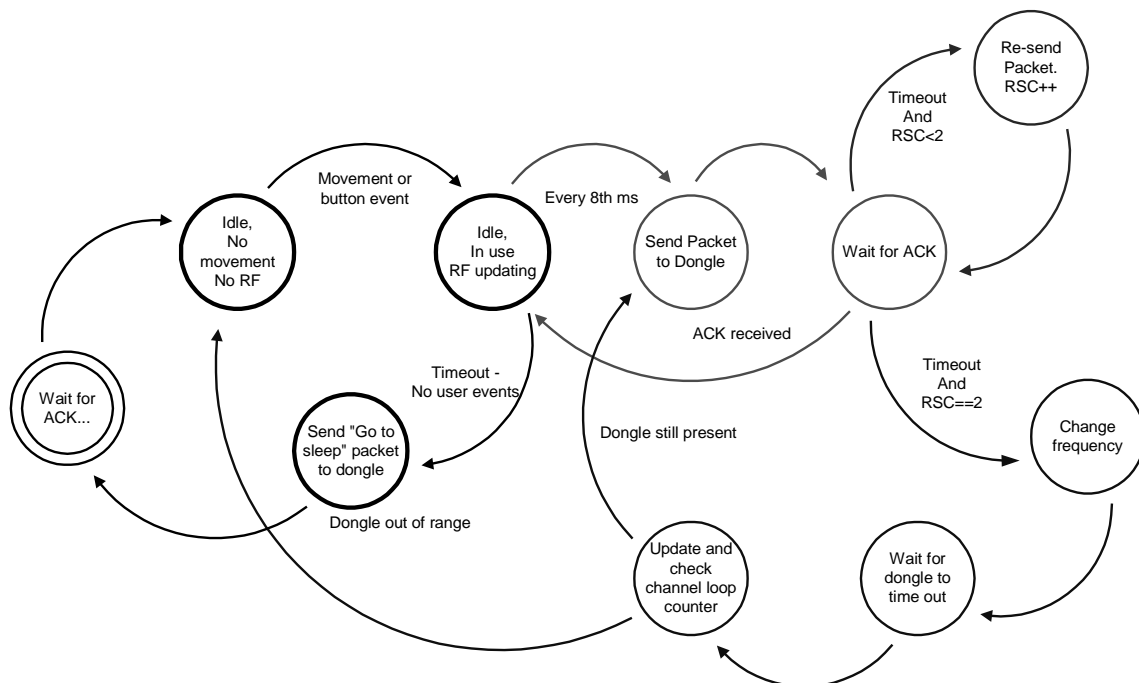 Re-send
Packet.
RSC++
Timeout
And
RSC<2
Movement or
button event
Every 8th ms
Idle,
No
movement
No RF
Idle,
In use
RF updating
Send Packet
to Dongle
Wait for ACK
ACK received
Timeout -
No user events
Timeout
And
RSC==2
Wait for
ACK...
Send "Go to
sleep" packet
to dongle
Dongle still present
Change
frequency
Dongle out of range
Update and
check
channel loop
counter
Wait for
dongle to
time out